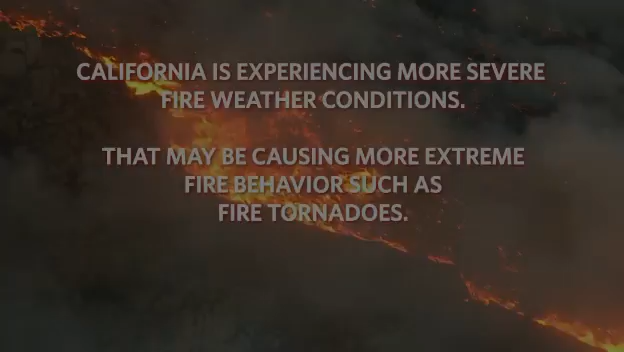 CALIFORNIA IS EXPERIENCING MORE SEVERE
FIRE WEATHER CONDITIONS.
THAT MAY BE CAUSING MORE EXTREME
FIRE BEHAVIOR SUCH AS
FIRE TORNADOES.